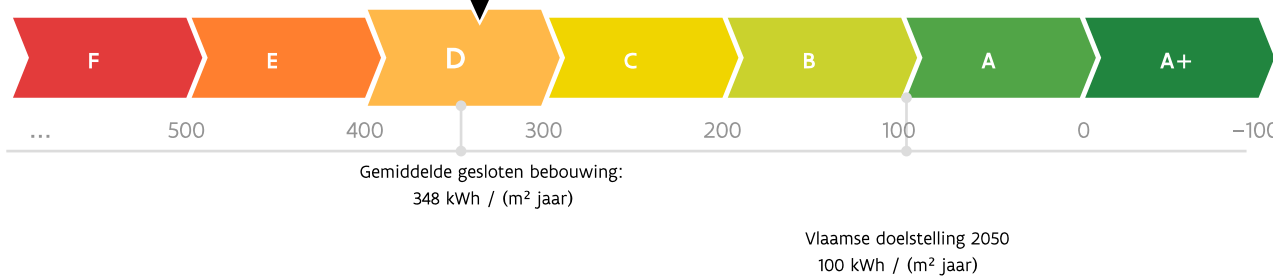 F E D C B A A+
... 500 400 300 200 100 0 −100
Gemiddelde gesloten bebouwing:
348 kWh / (m² jaar)
Vlaamse doelstelling 2050
100 kWh / (m² jaar)